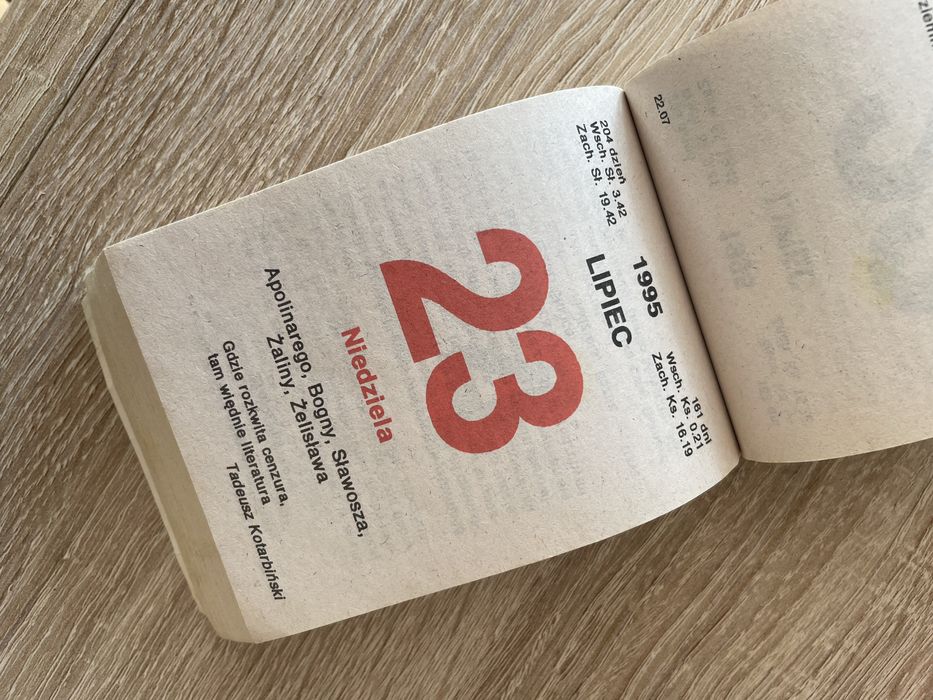 22.07
204 dzień
Wsch. Sł. 3.42
Zach. Sł. 19.42
1995
LIPIEC
161 dni
Wsch. Ks. 0.21
Zach. Ks. 16.19
23
Niedziela
Apolinarego, Bogny, Sławosza,
Żaliny, Żelisława
Gdzie rozkwita cenzura,
tam więdnie literatura
Tadeusz Kotarbiński